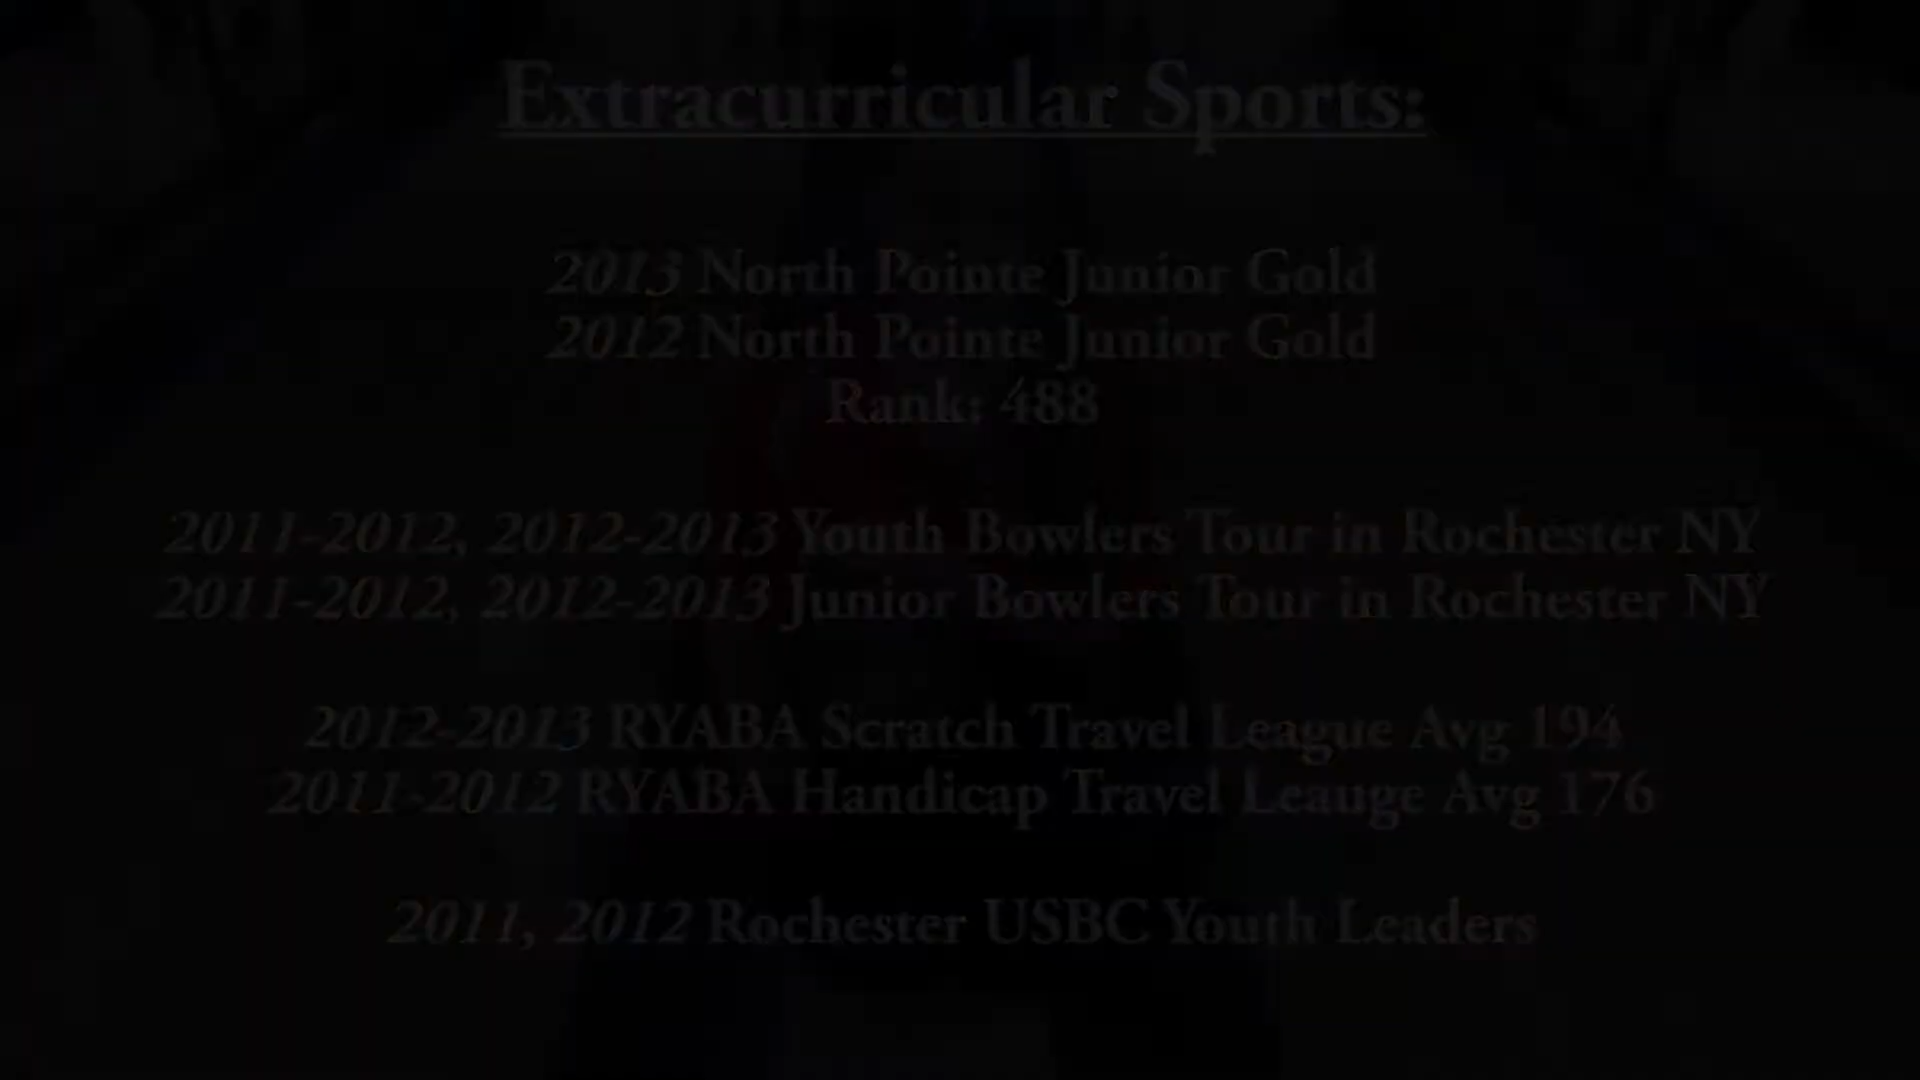 Extracurricular Sports:
2013 North Pointe Junior Gold
2012 North Pointe Junior Gold
Rank: 488
2011-2012, 2012-2013 Youth Bowlers Tour in Rochester NY
2011-2012, 2012-2013 Junior Bowlers Tour in Rochester NY
2012-2013 RYABA Scratch Travel League Avg 194
2011-2012 RYABA Handicap Travel Leauge Avg 176
2011, 2012 Rochester USBC Youth Leaders